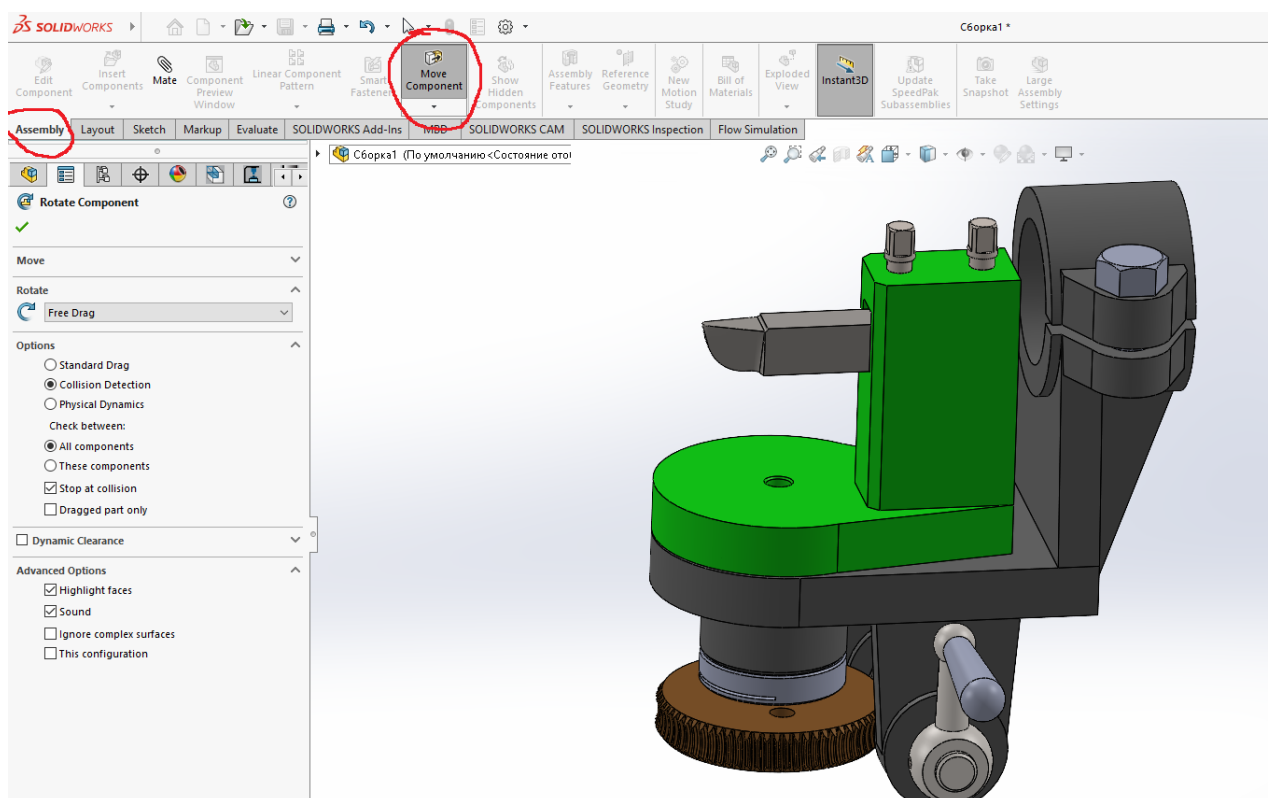 SOLIDWORKS
Сборка1 *
Edit Component
Insert Components
Mate
Component Preview Window
Linear Component Pattern
Smart Fasteners
Move Component
Show Hidden Components
Assembly Features
Reference Geometry
New Motion Study
Bill of Materials
Exploded View
Instant3D
Update SpeedPak Subassemblies
Take Snapshot
Large Assembly Settings
Assembly Layout Sketch Markup Evaluate SOLIDWORKS Add-Ins MBD SOLIDWORKS CAM SOLIDWORKS Inspection Flow Simulation
Сборка1 (По умолчанию<Состояние ото
Rotate Component
Move
Rotate
Free Drag
Options
Standard Drag
Collision Detection
Physical Dynamics
Check between:
All components
These components
Stop at collision
Dragged part only
Dynamic Clearance
Advanced Options
Highlight faces
Sound
Ignore complex surfaces
This configuration